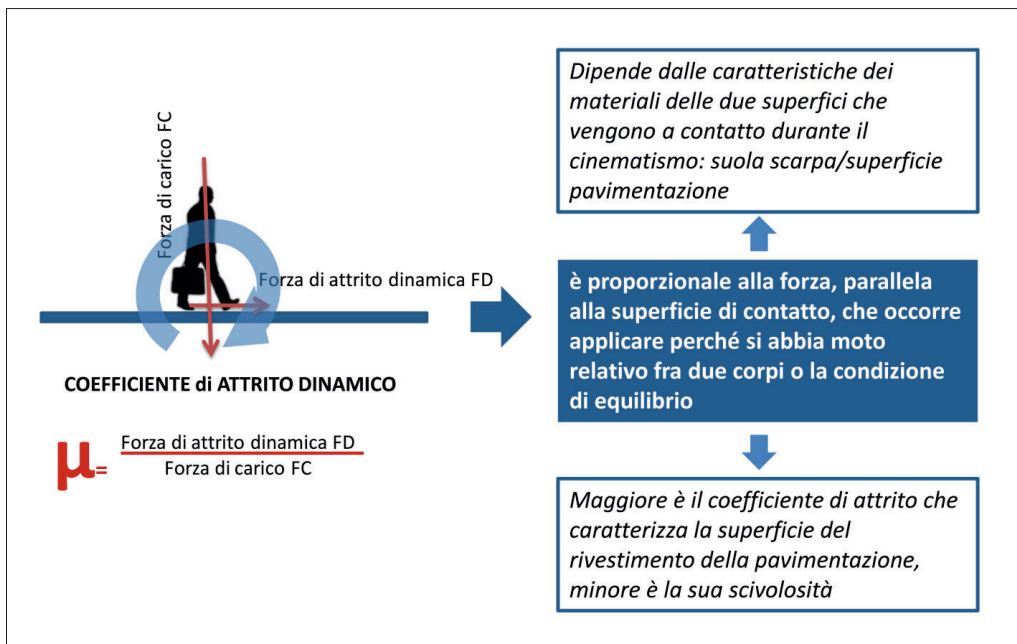 Forza di carico FC
Forza di attrito dinamica FD
COEFFICIENTE di ATTRITO DINAMICO
μ=
Forza di attrito dinamica FD
Forza di carico FC
Dipende dalle caratteristiche dei
materiali delle due superfici che
vengono a contatto durante il
cinematismo: suola scarpa/superficie
pavimentazione
è proporzionale alla forza, parallela
alla superficie di contatto, che occorre
applicare perché si abbia moto
relativo fra due corpi o la condizione
di equilibrio
Maggiore è il coefficiente di attrito che
caratterizza la superficie del
rivestimento della pavimentazione,
minore è la sua scivolosità